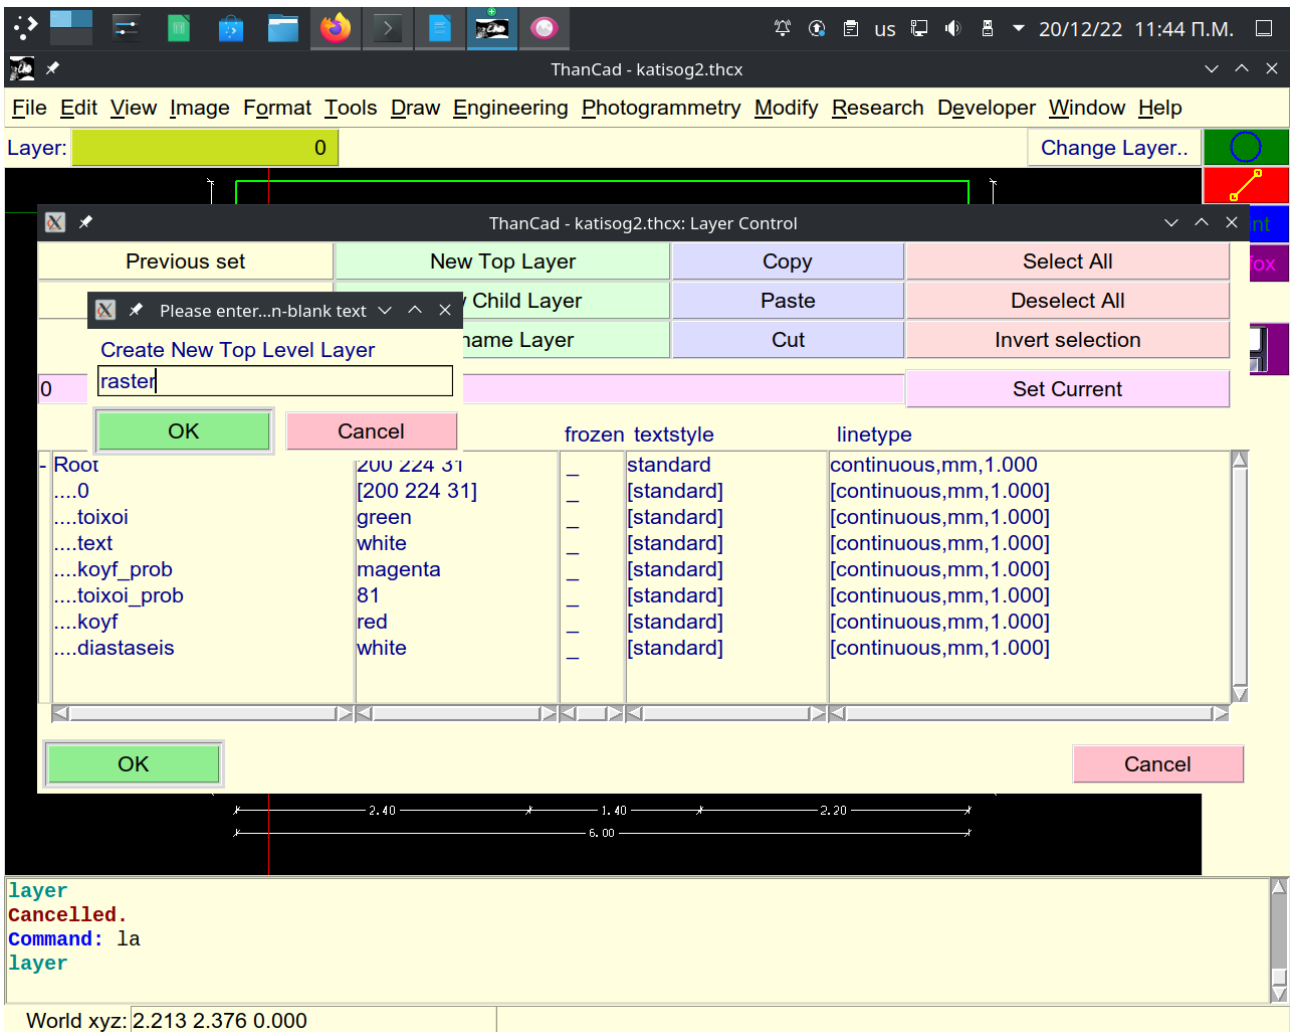 us 20/12/22 11:44 Π.Μ.
ThanCad - katisog2.thcx
File Edit View Image Format Tools Draw Engineering Photogrammetry Modify Research Developer Window Help
Layer: 0 Change Layer..
ThanCad - katisog2.thcx: Layer Control
Previous set New Top Layer Copy Select All
Child Layer Paste Deselect All
Please enter...n-blank text
name Layer Cut Invert selection
Create New Top Level Layer
raster
0 Set Current
OK Cancel
frozen textstyle linetype
- Root 200 224 31 _ standard continuous,mm,1.000
....0 [200 224 31] _ [standard] [continuous,mm,1.000]
....toixoi green _ [standard] [continuous,mm,1.000]
....text white _ [standard] [continuous,mm,1.000]
....koyf_prob magenta _ [standard] [continuous,mm,1.000]
....toixoi_prob 81 _ [standard] [continuous,mm,1.000]
....koyf red _ [standard] [continuous,mm,1.000]
....diastaseis white _ [standard] [continuous,mm,1.000]
OK Cancel
2.40 1.40 2.20
6.00
layer
Cancelled.
Command: la
layer
World xyz: 2.213 2.376 0.000